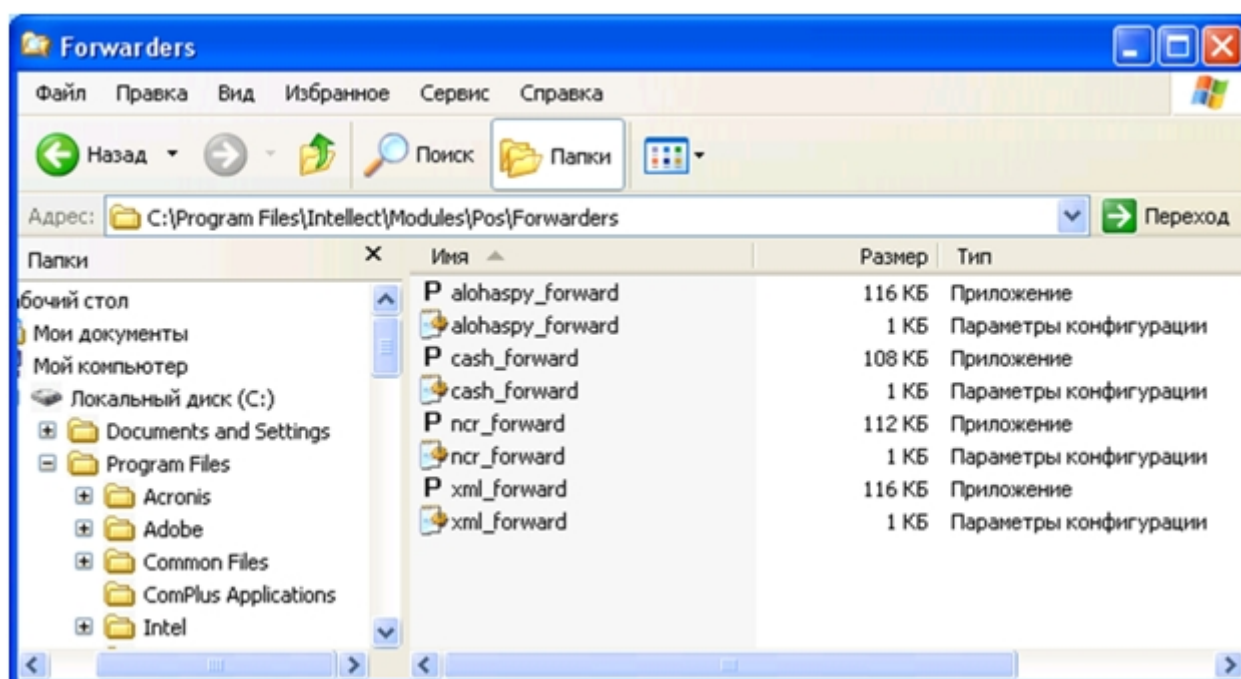 Forwarders
Файл Правка Вид Избранное Сервис Справка
Назад Поиск Папки
Адрес: C:\Program Files\Intellect\Modules\Pos\Forwarders Переход
Папки Имя Размер Тип
бочий стол
Мои документы
Мой компьютер
Локальный диск (C:)
Documents and Settings
Program Files
Acronis
Adobe
Common Files
ComPlus Applications
Intel
P alohaspy_forward 116 КБ Приложение
alohaspy_forward 1 КБ Параметры конфигурации
P cash_forward 108 КБ Приложение
cash_forward 1 КБ Параметры конфигурации
P ncr_forward 112 КБ Приложение
ncr_forward 1 КБ Параметры конфигурации
P xml_forward 116 КБ Приложение
xml_forward 1 КБ Параметры конфигурации